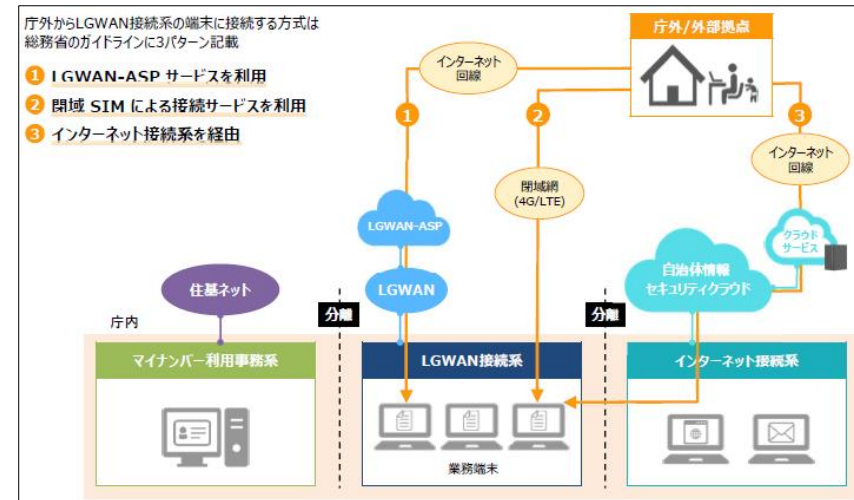 庁外からLGWAN接続系の端末に接続する方式は
総務省のガイドラインに3パターン記載
1 LGWAN-ASP サービスを利用
2 閉域 SIM による接続サービスを利用
3 インターネット接続系を経由
庁外/外部拠点
インターネット
回線
1
2
3
インターネット
回線
閉域網
(4G/LTE)
LGWAN-ASP
クラウド
サービス
自治体情報
セキュリティクラウド
住基ネット
LGWAN
庁内
分離
分離
マイナンバー利用事務系
LGWAN接続系
インターネット接続系
業務端末